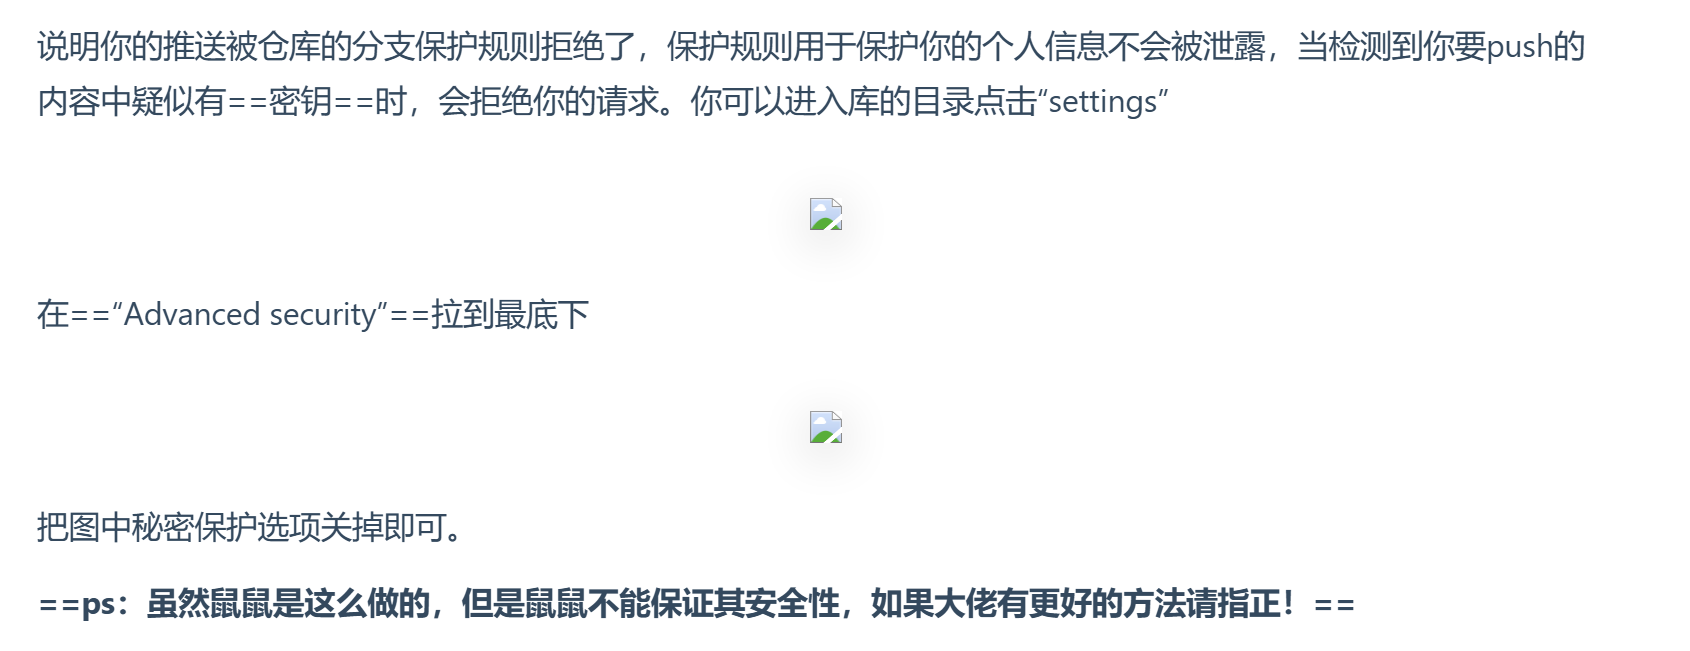 说明你的推送被仓库的分支保护规则拒绝了，保护规则用于保护你的个人信息不会被泄露，当检测到你要push的
内容中疑似有==密钥==时，会拒绝你的请求。你可以进入库的目录点击“settings”
在==“Advanced security”==拉到最底下
把图中秘密保护选项关掉即可。
==ps：虽然鼠鼠是这么做的，但是鼠鼠不能保证其安全性，如果大佬有更好的方法请指正！==